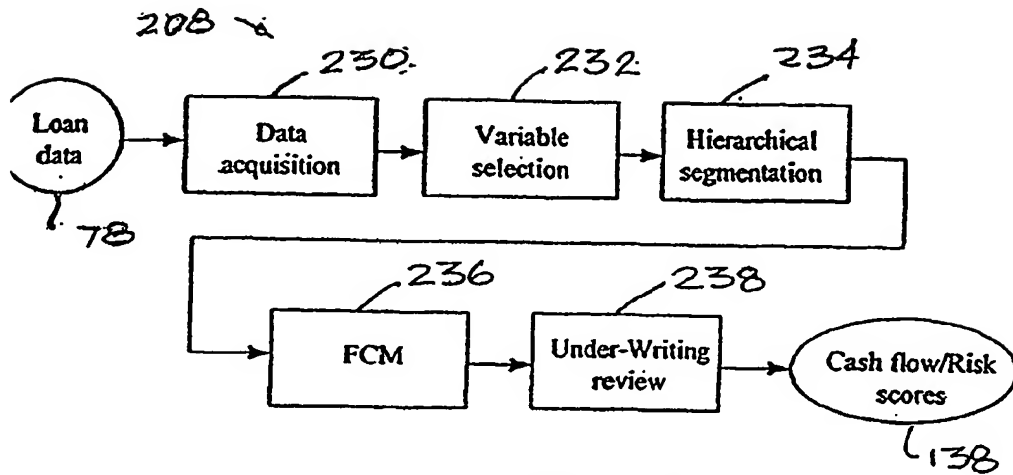 208
230
232
234
Loan
data
Data
acquisition
Variable
selection
Hierarchical
segmentation
78
236
238
FCM
Under-Writing
review
Cash flow/Risk
scores
138